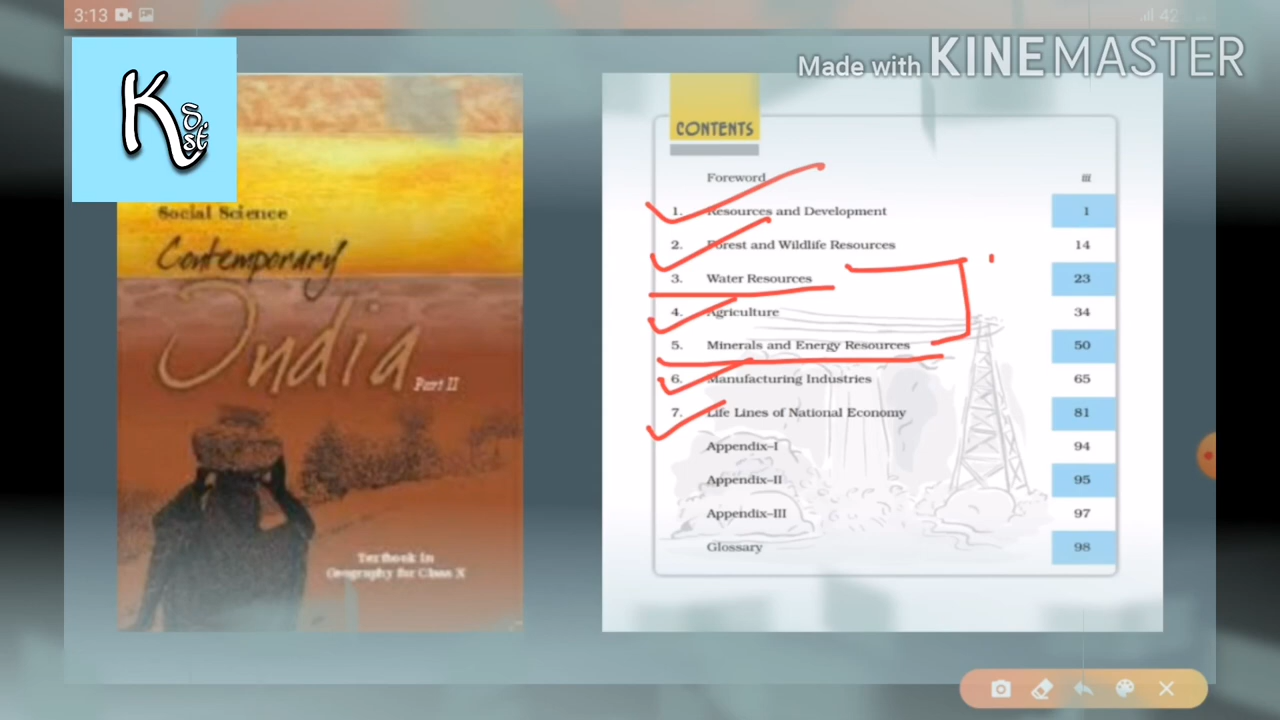 3:13
42
Made with KINEMASTER
K
S
st
Social Science
Contemporary
India
Part II
Textbook in
Geography for Class X
CONTENTS
Foreword iii
1. Resources and Development 1
2. Forest and Wildlife Resources 14
3. Water Resources 23
4. Agriculture 34
5. Minerals and Energy Resources 50
6. Manufacturing Industries 65
7. Life Lines of National Economy 81
Appendix–I 94
Appendix–II 95
Appendix–III 97
Glossary 98